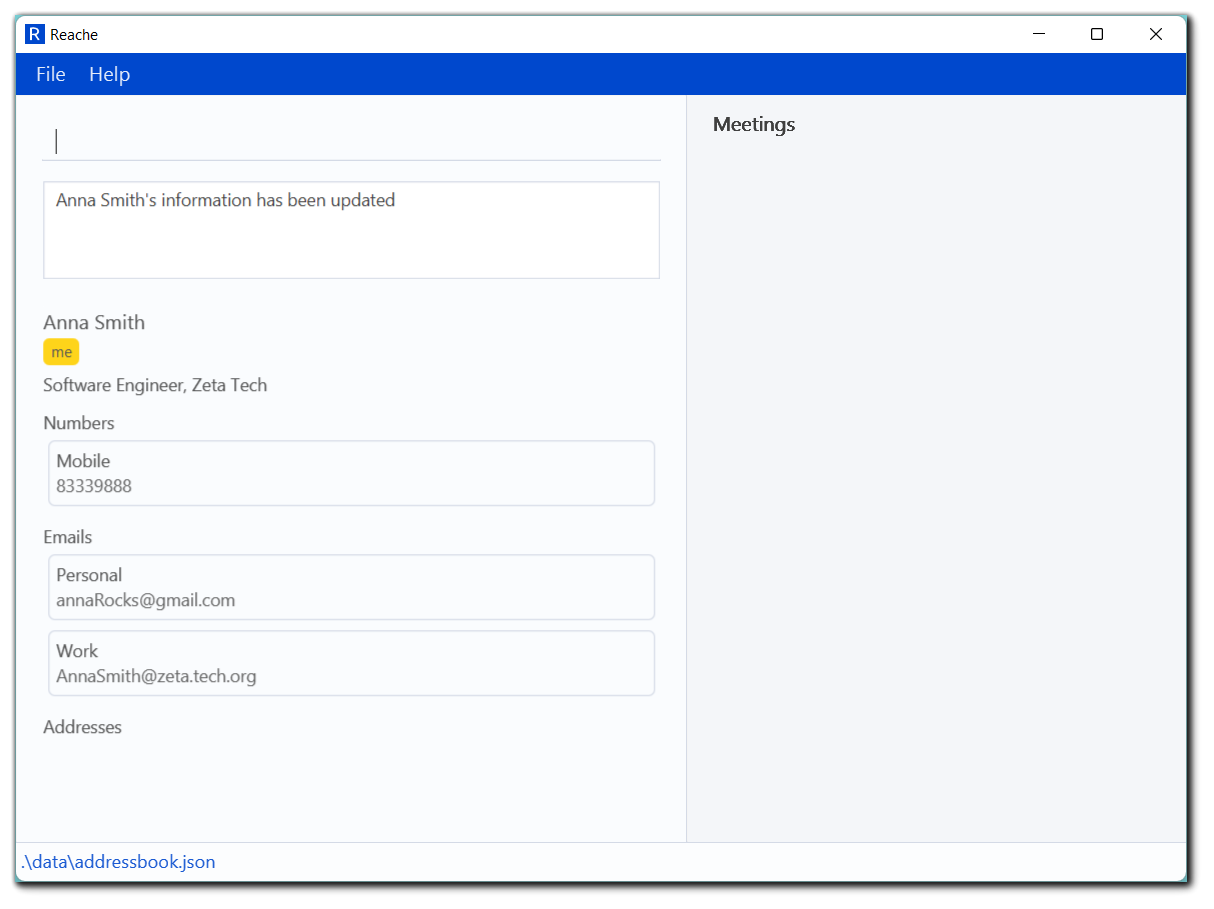 R Reache
File Help
Anna Smith's information has been updated
Anna Smith
me
Software Engineer, Zeta Tech
Numbers
Mobile
83339888
Emails
Personal
annaRocks@gmail.com
Work
AnnaSmith@zeta.tech.org
Addresses
Meetings
.\data\addressbook.json